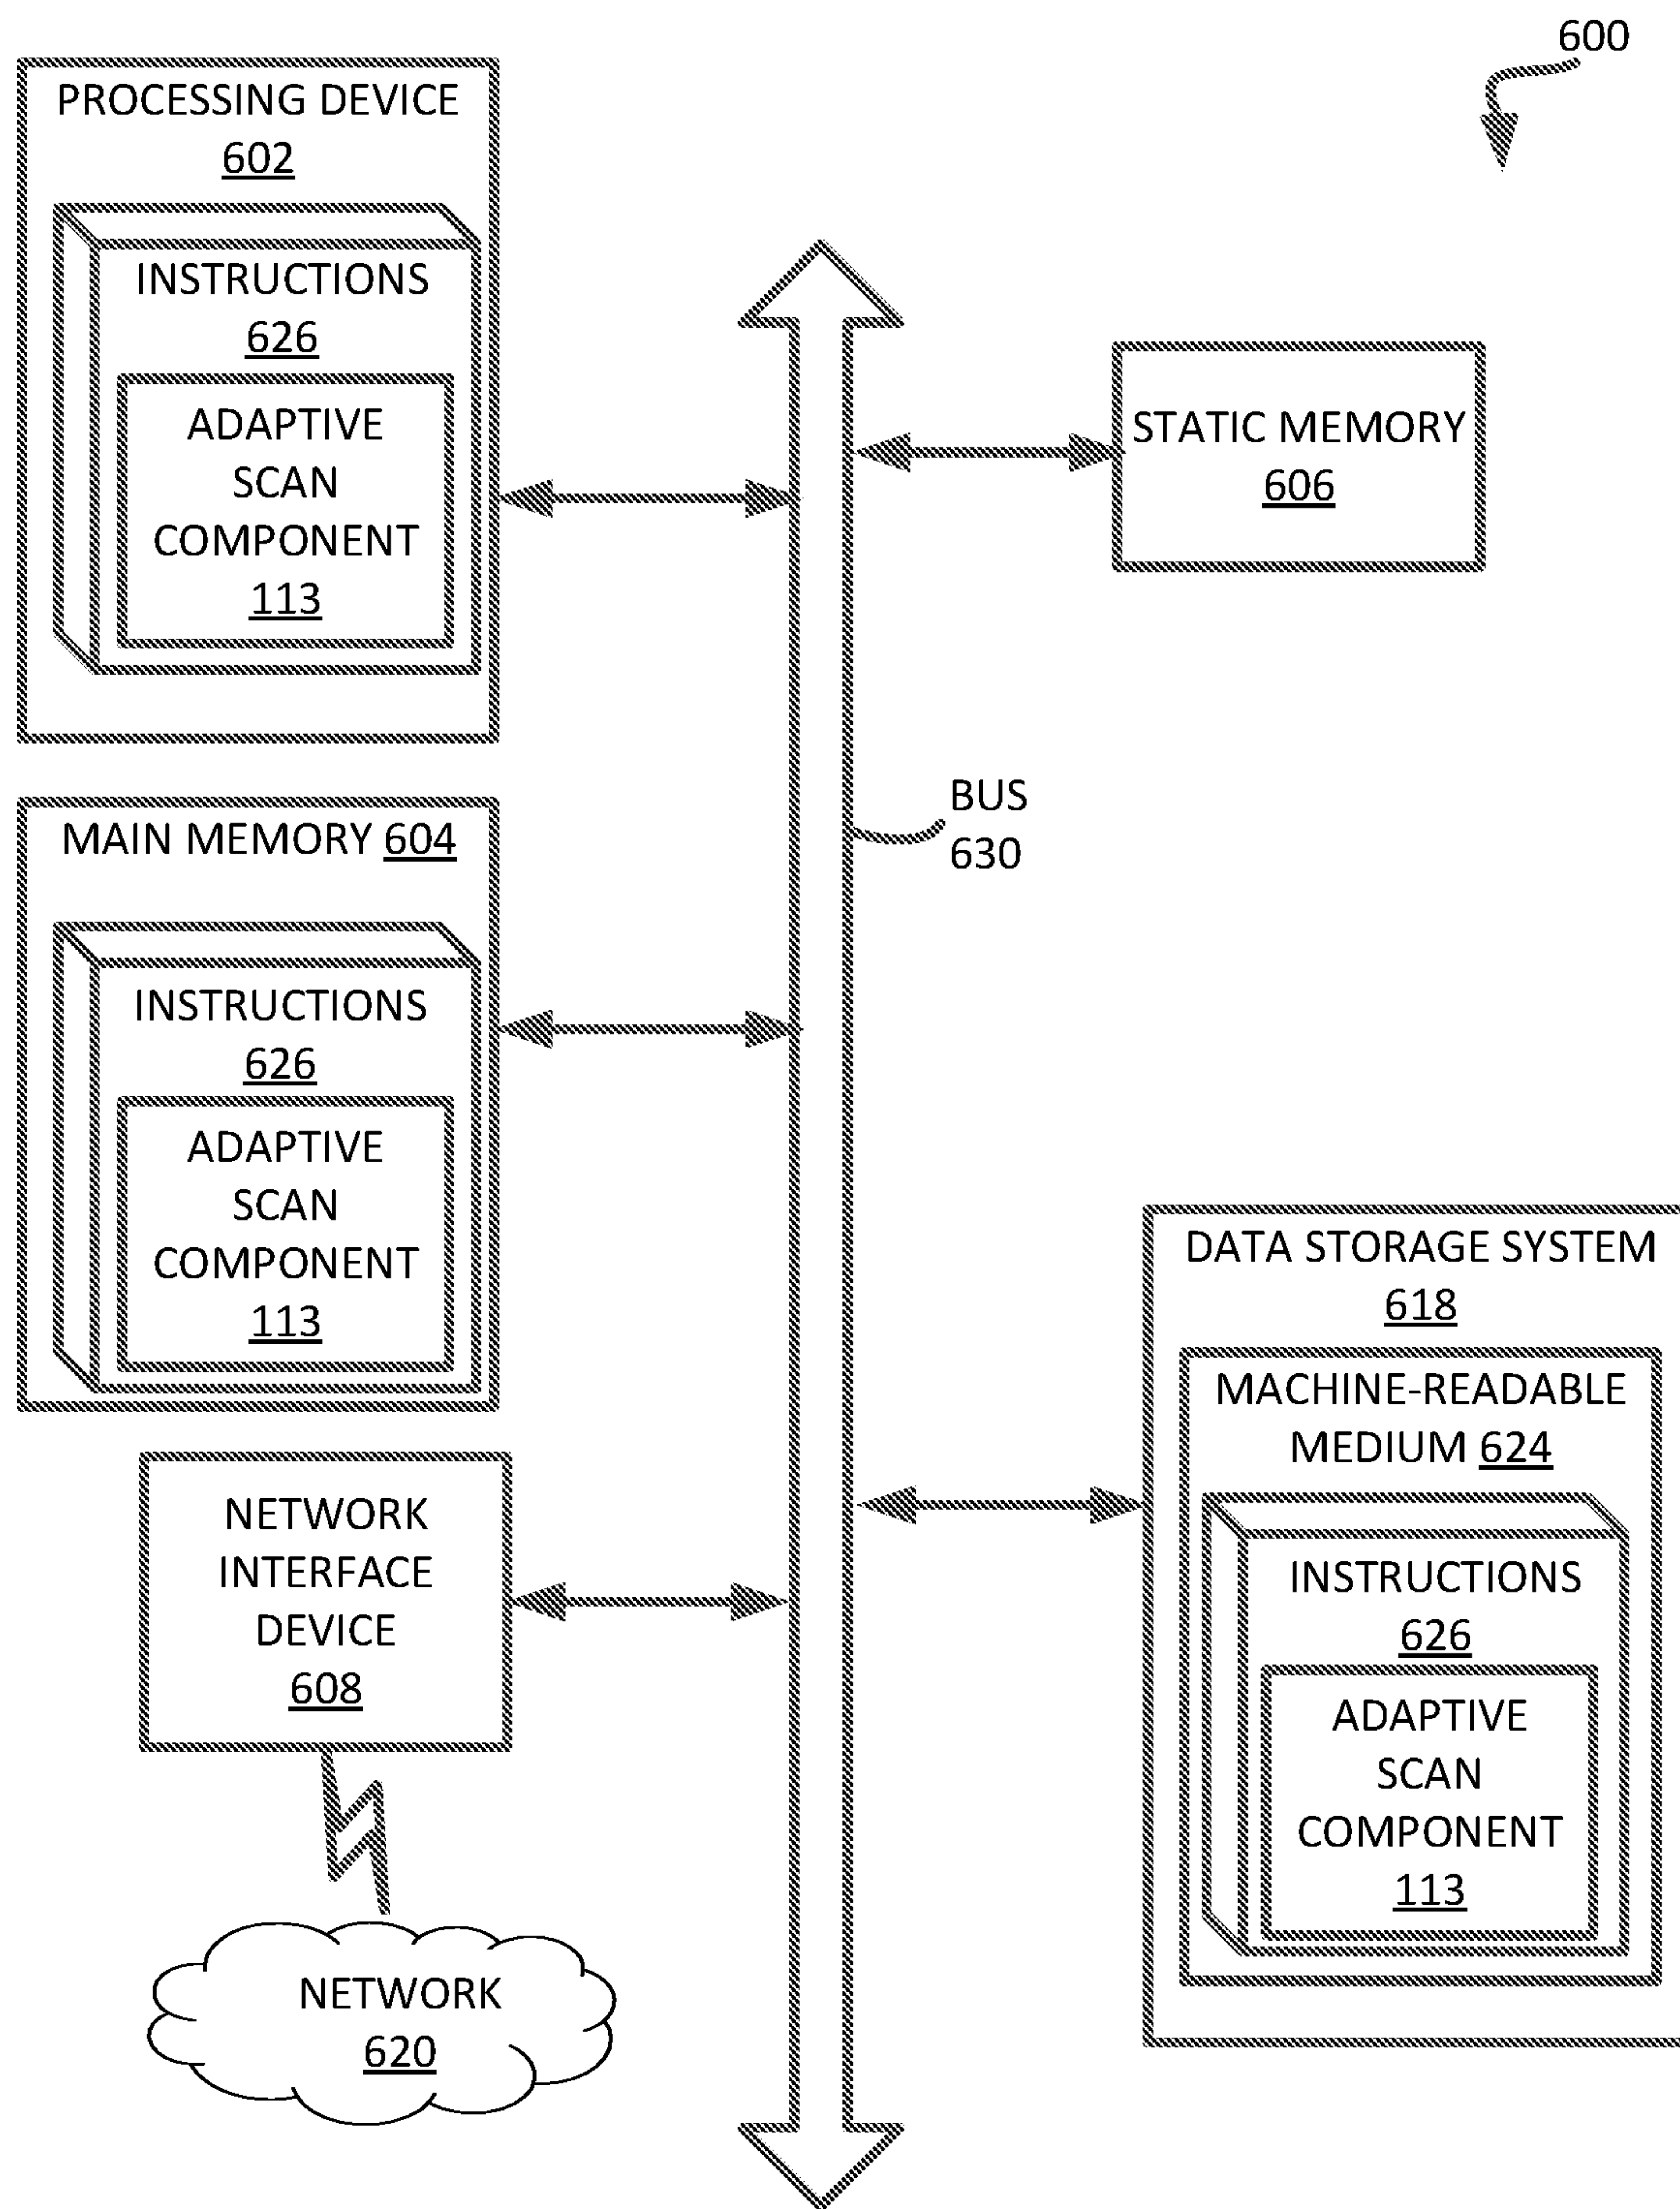 600
PROCESSING DEVICE
602
INSTRUCTIONS
626
ADAPTIVE
SCAN
COMPONENT
113
STATIC MEMORY
606
BUS
630
MAIN MEMORY 604
INSTRUCTIONS
626
ADAPTIVE
SCAN
COMPONENT
113
DATA STORAGE SYSTEM
618
MACHINE-READABLE
MEDIUM 624
INSTRUCTIONS
626
ADAPTIVE
SCAN
COMPONENT
113
NETWORK
INTERFACE
DEVICE
608
NETWORK
620